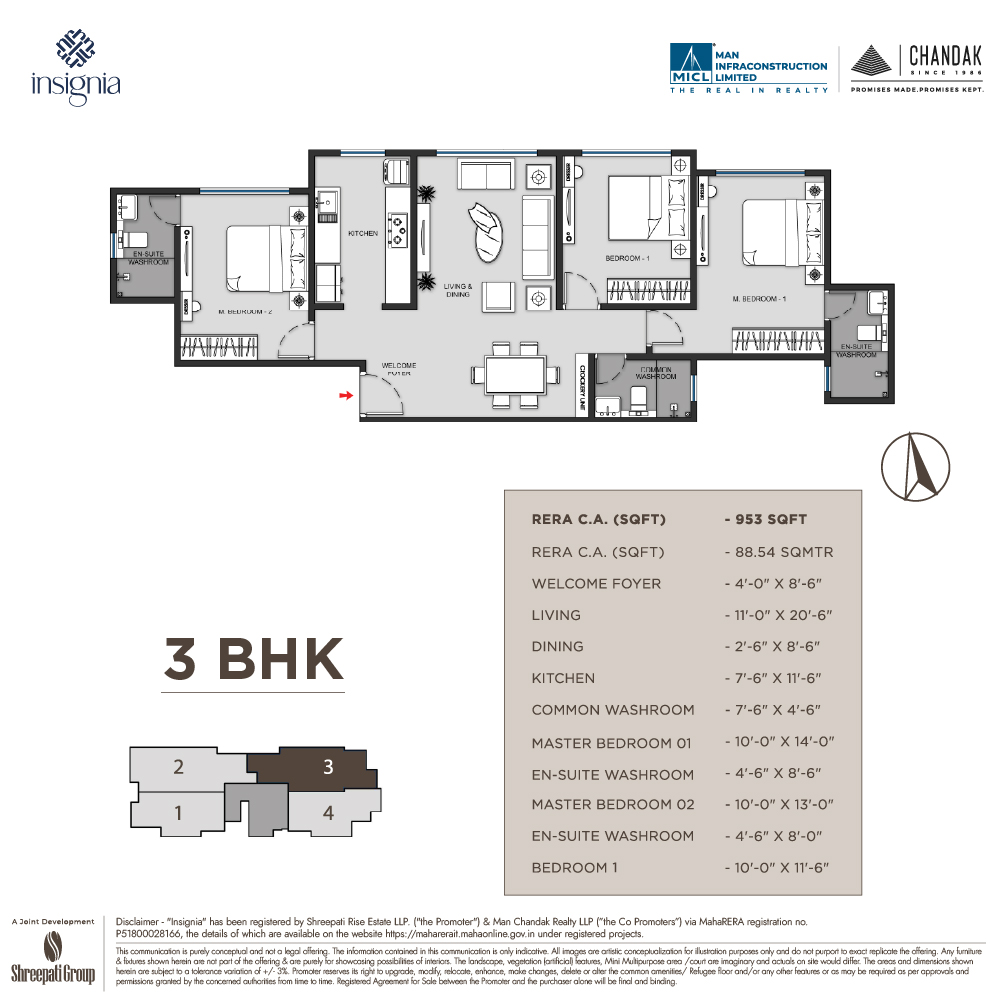 insignia
MICL
MAN
INFRACONSTRUCTION
LIMITED
THE REAL IN REALTY
CHANDAK
SINCE 1986
PROMISES MADE.PROMISES KEPT.
EN-SUITE
WASHROOM
M. BEDROOM - 2
KITCHEN
LIVING &
DINING
BEDROOM - 1
M. BEDROOM - 1
EN-SUITE
WASHROOM
WELCOME
FOYER
CROCKERY UNIT
COMMON
WASHROOM
RERA C.A. (SQFT) - 953 SQFT
RERA C.A. (SQFT) - 88.54 SQMTR
WELCOME FOYER - 4'-0" X 8'-6"
LIVING - 11'-0" X 20'-6"
DINING - 2'-6" X 8'-6"
KITCHEN - 7'-6" X 11'-6"
COMMON WASHROOM - 7'-6" X 4'-6"
MASTER BEDROOM 01 - 10'-0" X 14'-0"
EN-SUITE WASHROOM - 4'-6" X 8'-6"
MASTER BEDROOM 02 - 10'-0" X 13'-0"
EN-SUITE WASHROOM - 4'-6" X 8'-0"
BEDROOM 1 - 10'-0" X 11'-6"
3 BHK
2 3
1 4
A Joint Development
Shreepati Group
Disclaimer - "Insignia" has been registered by Shreepati Rise Estate LLP. ("the Promoter") & Man Chandak Realty LLP ("the Co Promoters") via MahaRERA registration no.
P51800028166, the details of which are available on the website https://maharerait.mahaonline.gov.in under registered projects.
This communication is purely conceptual and not a legal offering. The information contained in this communication is only indicative. All images are artistic conceptualization for illustration purposes only and do not purport to exact replicate the offering. Any furniture
& fixtures shown herein are not part of the offering & are purely for showcasing possibilities of interiors. The landscape, vegetation (artificial) features, Mini Multipurpose area /court are imaginary and actuals on site would differ. The areas and dimensions shown
herein are subject to a tolerance variation of +/- 3%. Promoter reserves its right to upgrade, modify, relocate, enhance, make changes, delete or alter the common amenities/ Refugee floor and/or any other features or as may be required as per approvals and
permissions granted by the concerned authorities from time to time. Registered Agreement for Sale between the Promoter and the purchaser alone will be final and binding.